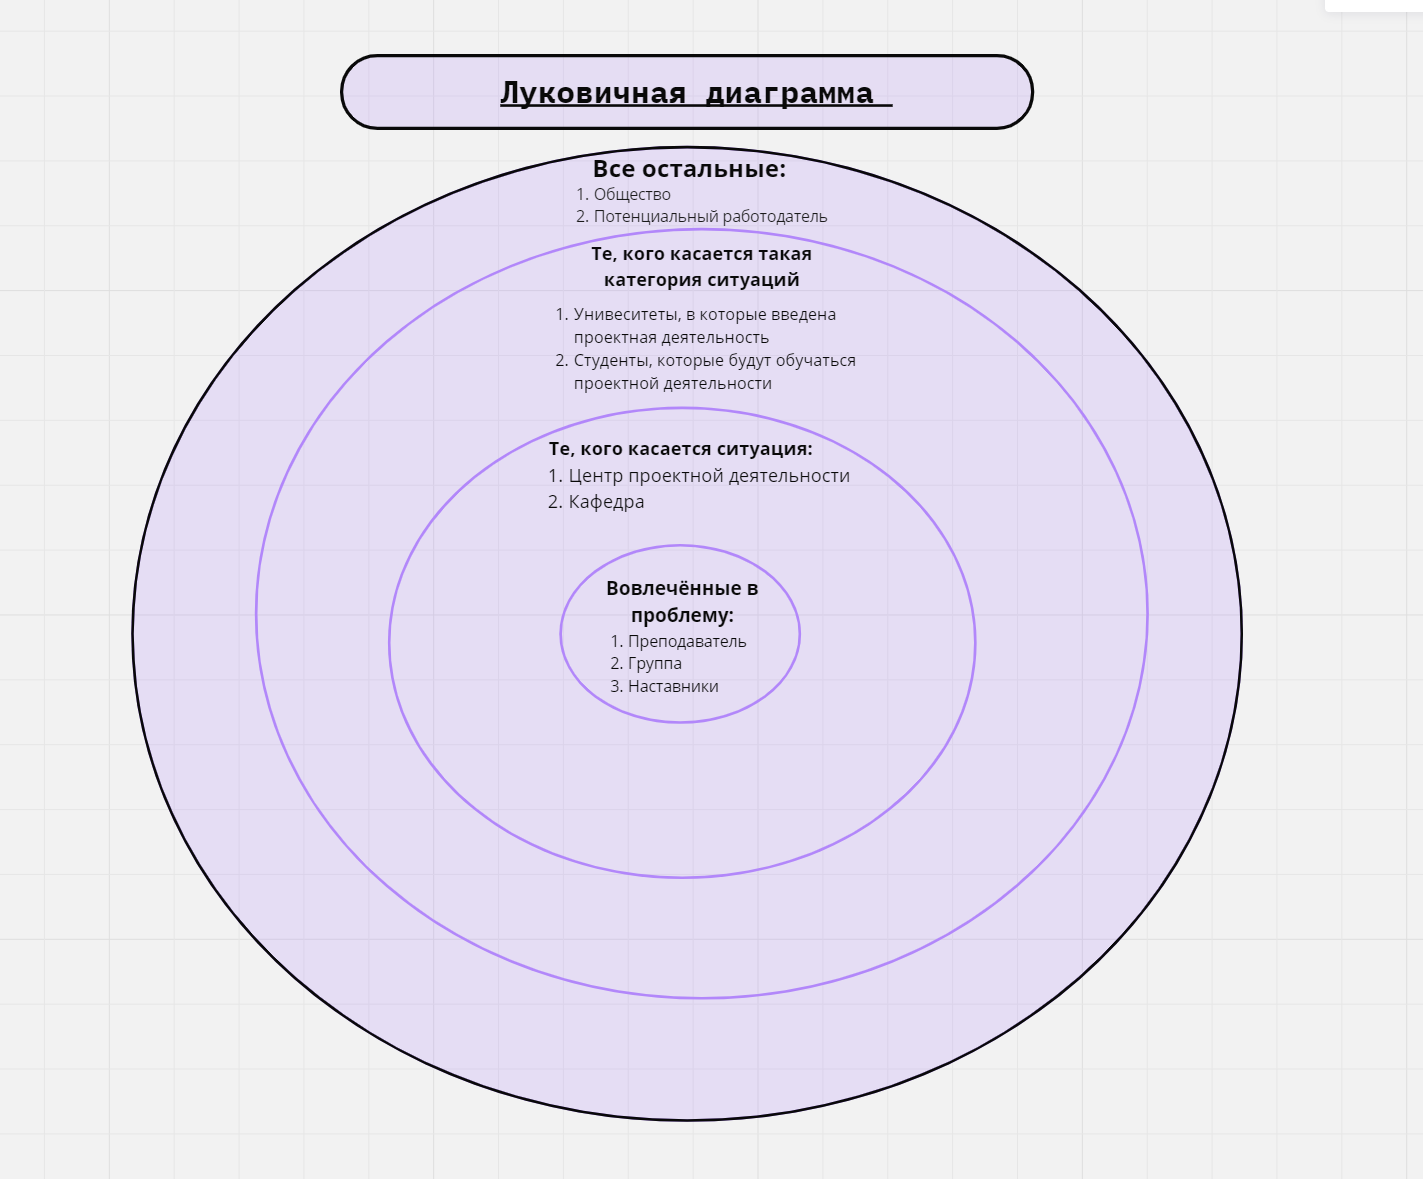 Луковичная диаграмма
Все остальные:
1. Общество
2. Потенциальный работодатель
Те, кого касается такая
категория ситуаций
1. Унивеситеты, в которые введена
проектная деятельность
2. Студенты, которые будут обучаться
проектной деятельности
Те, кого касается ситуация:
1. Центр проектной деятельности
2. Кафедра
Вовлечённые в
проблему:
1. Преподаватель
2. Группа
3. Наставники